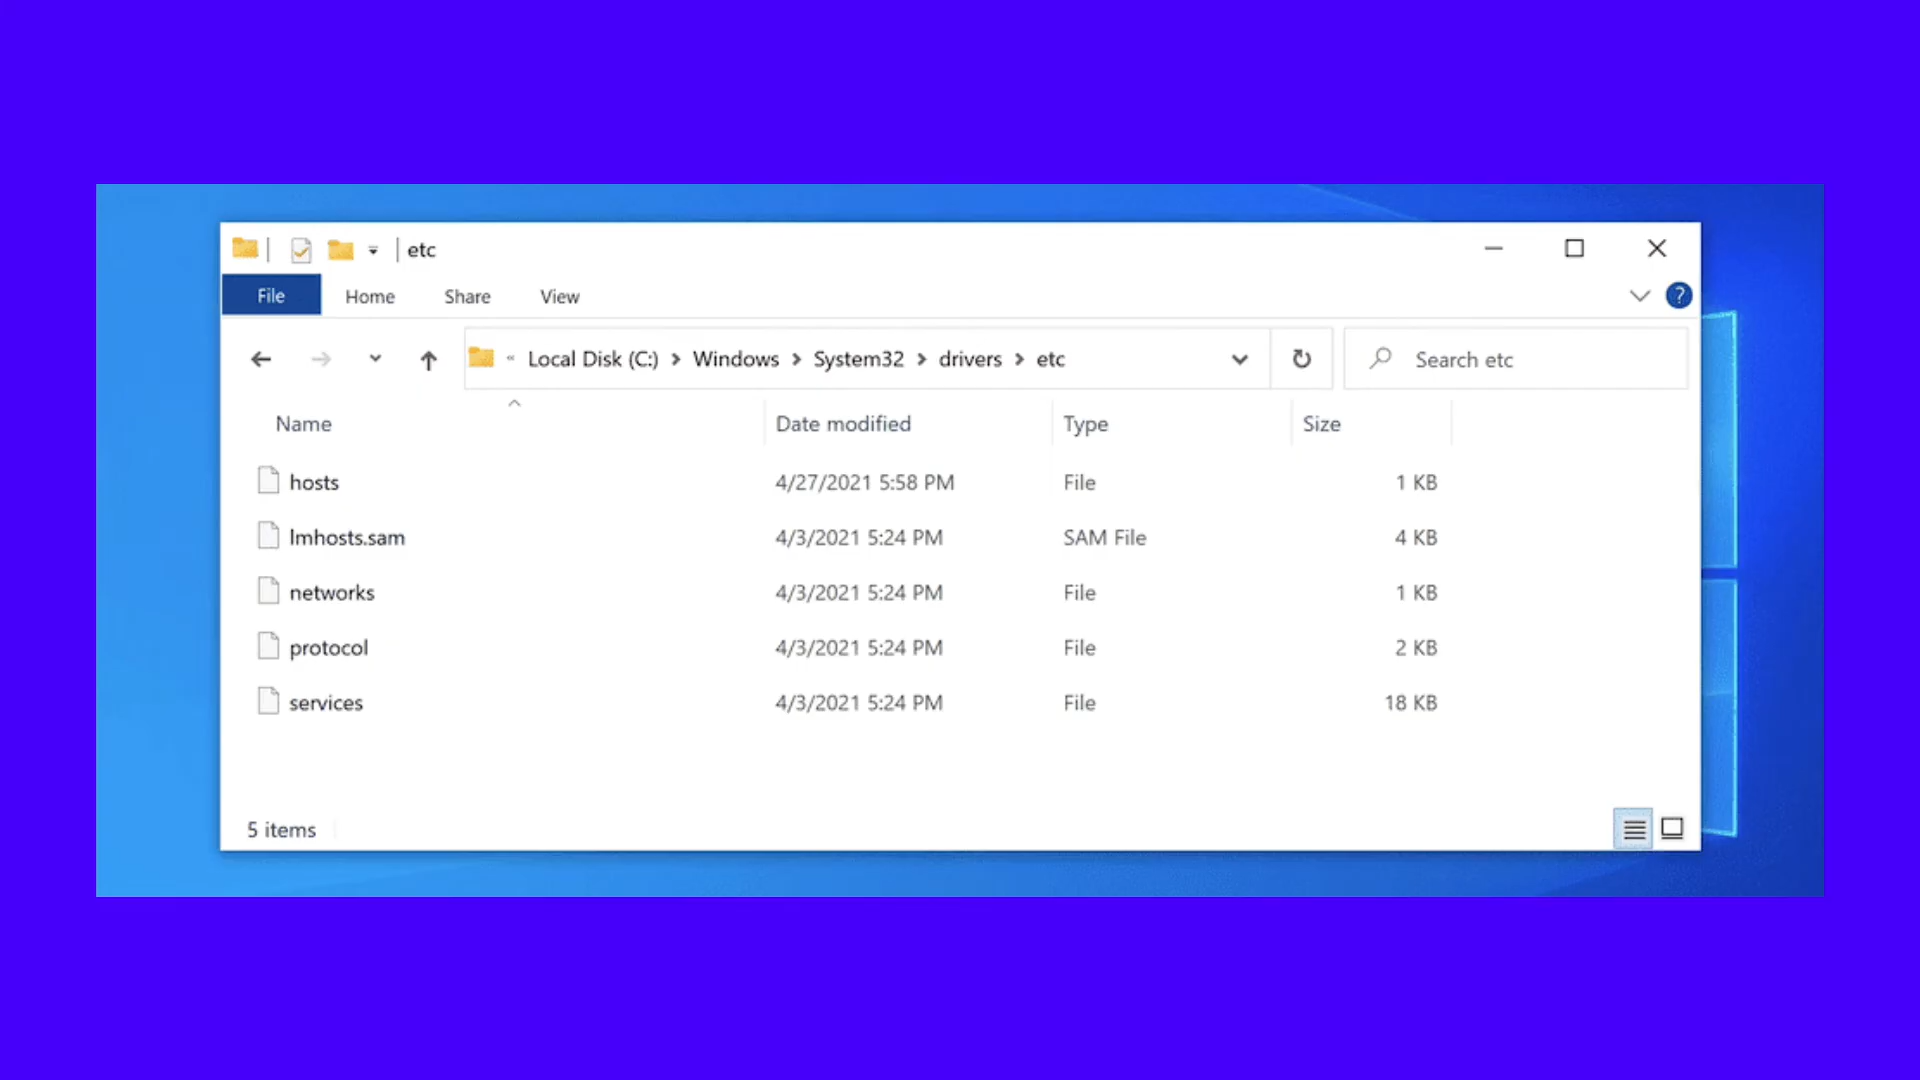 etc
File Home Share View ?
« Local Disk (C:) > Windows > System32 > drivers > etc Search etc
Name Date modified Type Size
hosts 4/27/2021 5:58 PM File 1 KB
lmhosts.sam 4/3/2021 5:24 PM SAM File 4 KB
networks 4/3/2021 5:24 PM File 1 KB
protocol 4/3/2021 5:24 PM File 2 KB
services 4/3/2021 5:24 PM File 18 KB
5 items